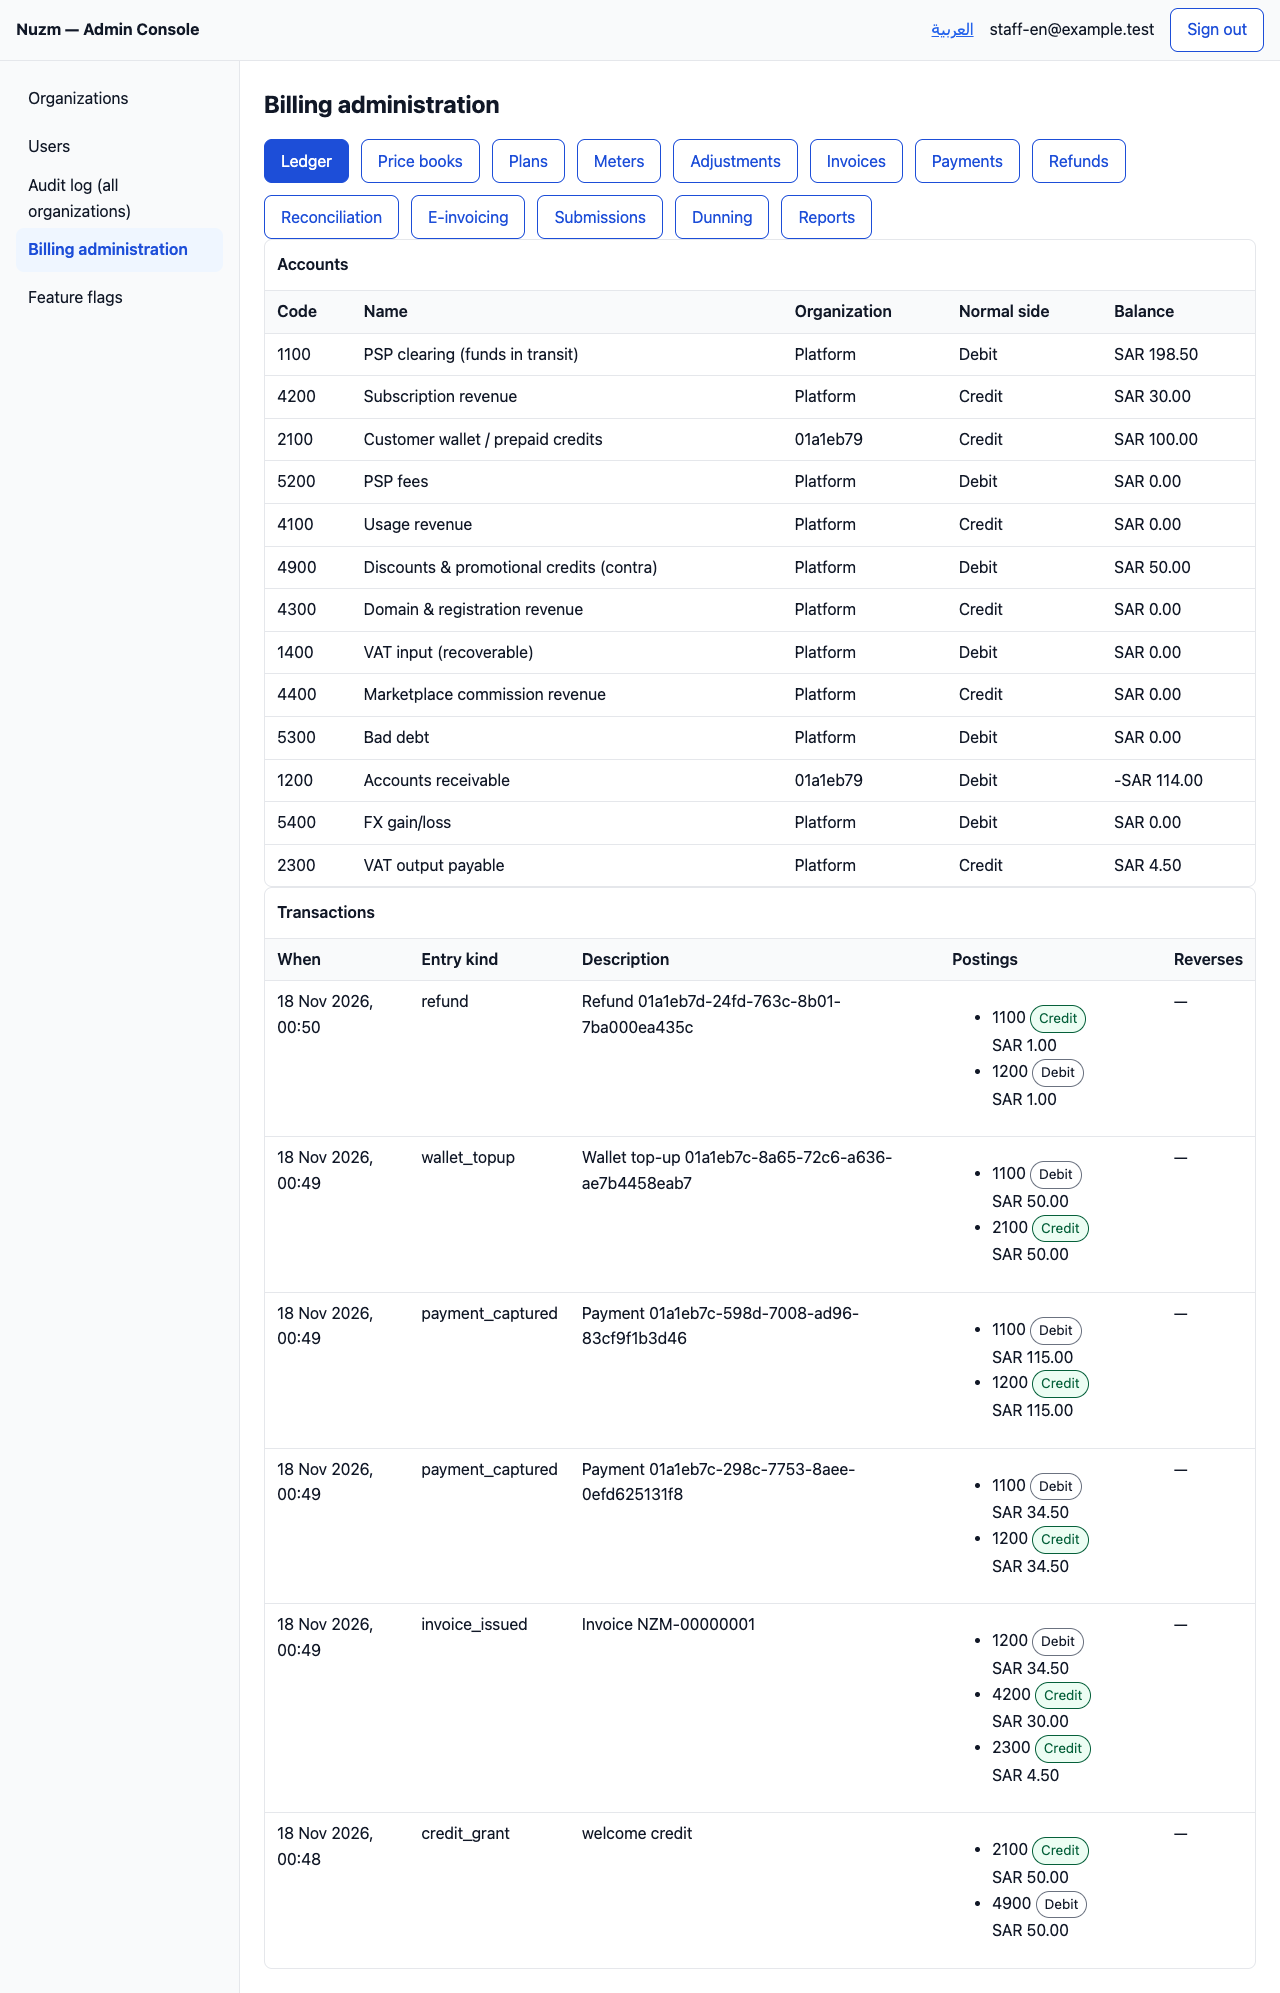 Nuzm — Admin Console
العربية
staff-en@example.test
Sign out
Organizations
Users
Audit log (all
organizations)
Billing administration
Feature flags
Billing administration
Ledger
Price books
Plans
Meters
Adjustments
Invoices
Payments
Refunds
Reconciliation
E-invoicing
Submissions
Dunning
Reports
Accounts
Code Name Organization Normal side Balance
1100 PSP clearing (funds in transit) Platform Debit SAR 198.50
4200 Subscription revenue Platform Credit SAR 30.00
2100 Customer wallet / prepaid credits 01a1eb79 Credit SAR 100.00
5200 PSP fees Platform Debit SAR 0.00
4100 Usage revenue Platform Credit SAR 0.00
4900 Discounts & promotional credits (contra) Platform Debit SAR 50.00
4300 Domain & registration revenue Platform Credit SAR 0.00
1400 VAT input (recoverable) Platform Debit SAR 0.00
4400 Marketplace commission revenue Platform Credit SAR 0.00
5300 Bad debt Platform Debit SAR 0.00
1200 Accounts receivable 01a1eb79 Debit -SAR 114.00
5400 FX gain/loss Platform Debit SAR 0.00
2300 VAT output payable Platform Credit SAR 4.50
Transactions
When Entry kind Description Postings Reverses
18 Nov 2026,
00:50
refund
Refund 01a1eb7d-24fd-763c-8b01-
7ba000ea435c
• 1100 Credit
SAR 1.00
• 1200 Debit
SAR 1.00
—
18 Nov 2026,
00:49
wallet_topup
Wallet top-up 01a1eb7c-8a65-72c6-a636-
ae7b4458eab7
• 1100 Debit
SAR 50.00
• 2100 Credit
SAR 50.00
—
18 Nov 2026,
00:49
payment_captured
Payment 01a1eb7c-598d-7008-ad96-
83cf9f1b3d46
• 1100 Debit
SAR 115.00
• 1200 Credit
SAR 115.00
—
18 Nov 2026,
00:49
payment_captured
Payment 01a1eb7c-298c-7753-8aee-
0efd625131f8
• 1100 Debit
SAR 34.50
• 1200 Credit
SAR 34.50
—
18 Nov 2026,
00:49
invoice_issued
Invoice NZM-00000001
• 1200 Debit
SAR 34.50
• 4200 Credit
SAR 30.00
• 2300 Credit
SAR 4.50
—
18 Nov 2026,
00:48
credit_grant
welcome credit
• 2100 Credit
SAR 50.00
• 4900 Debit
SAR 50.00
—